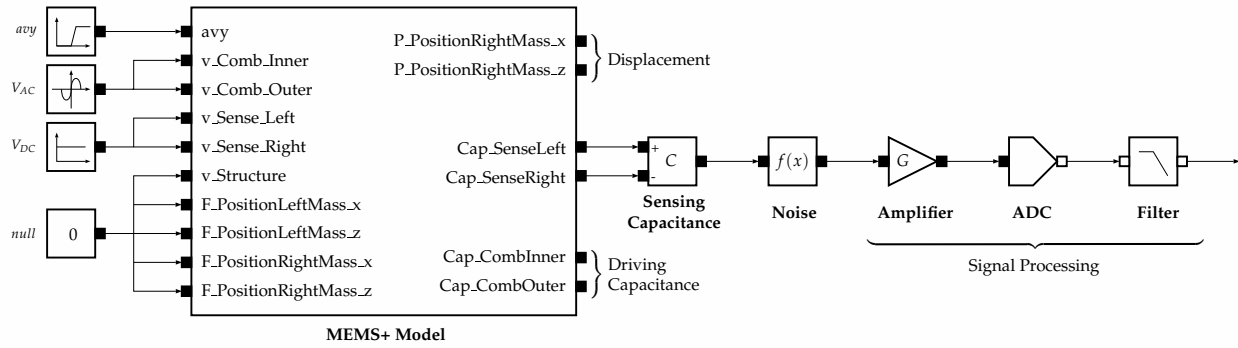 avy
V_AC
V_DC
null
0
avy
v_Comb_Inner
v_Comb_Outer
v_Sense_Left
v_Sense_Right
v_Structure
F_PositionLeftMass_x
F_PositionLeftMass_z
F_PositionRightMass_x
F_PositionRightMass_z
P_PositionRightMass_x
P_PositionRightMass_z
Cap_SenseLeft
Cap_SenseRight
Cap_CombInner
Cap_CombOuter
MEMS+ Model
Displacement
Driving
Capacitance
+
C
-
Sensing
Capacitance
f(x)
Noise
G
Amplifier
ADC
Filter
Signal Processing